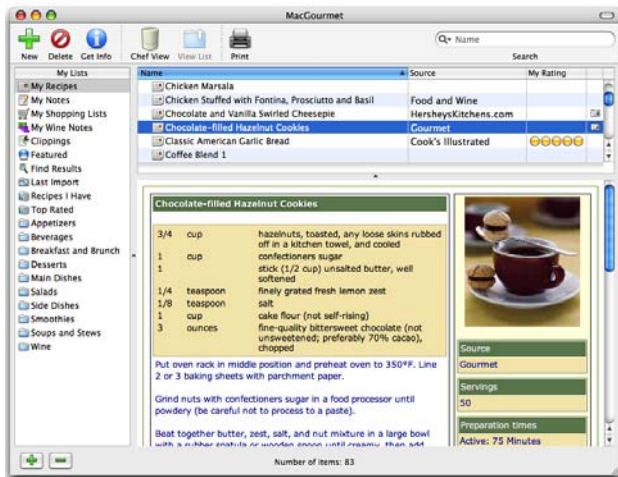 MacGourmet
New Delete Get Info Chef View View List Print
Name
Search
My Lists
My Recipes
My Notes
My Shopping Lists
My Wine Notes
Clippings
Featured
Find Results
Last Import
Recipes I Have
Top Rated
Appetizers
Beverages
Breakfast and Brunch
Desserts
Main Dishes
Salads
Side Dishes
Smoothies
Soups and Stews
Wine
Name Source My Rating
Chicken Marsala
Chicken Stuffed with Fontina, Prosciutto and Basil Food and Wine
Chocolate and Vanilla Swirled Cheesepie HersheysKitchens.com
Chocolate-filled Hazelnut Cookies Gourmet
Classic American Garlic Bread Cook's Illustrated
Coffee Blend 1
Chocolate-filled Hazelnut Cookies
3/4 cup hazelnuts, toasted, any loose skins rubbed
off in a kitchen towel, and cooled
1 cup confectioners sugar
1 stick (1/2 cup) unsalted butter, well
softened
1/4 teaspoon finely grated fresh lemon zest
1/8 teaspoon salt
1 cup cake flour (not self-rising)
3 ounces fine-quality bittersweet chocolate (not
unsweetened; preferably 70% cacao),
chopped
Put oven rack in middle position and preheat oven to 350ºF. Line
2 or 3 baking sheets with parchment paper.
Grind nuts with confectioners sugar in a food processor until
powdery (be careful not to process to a paste).
Beat together butter, zest, salt, and nut mixture in a large bowl
with a rubber spatula or wooden spoon until creamy, then add
Source
Gourmet
Servings
50
Preparation times
Active: 75 Minutes
Number of items: 83